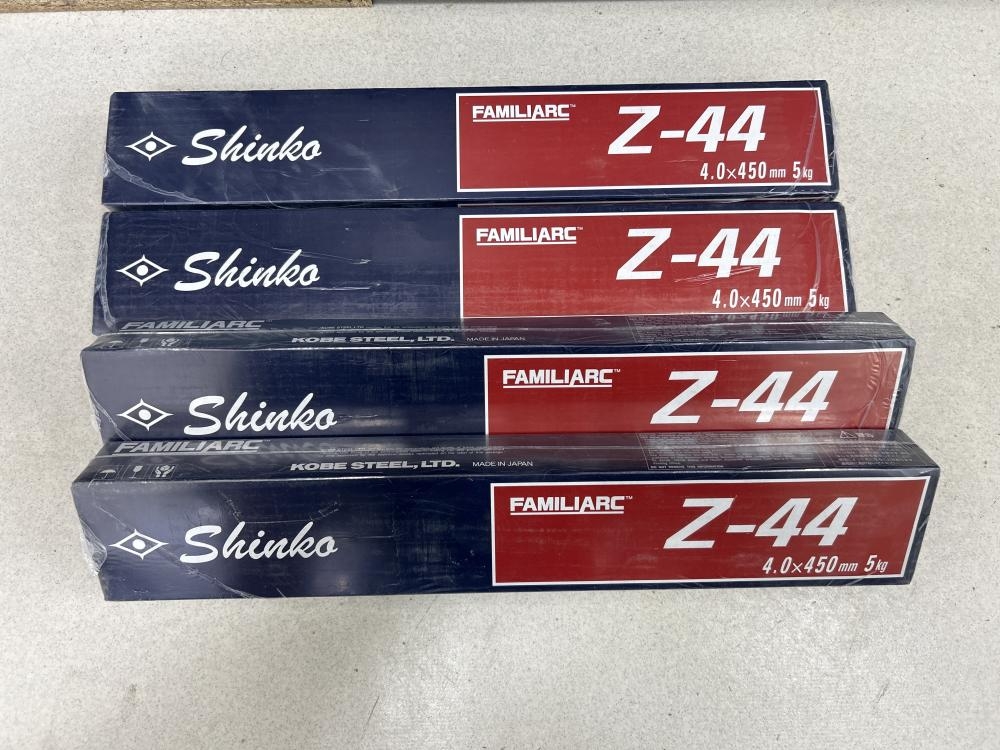 Shinko
FAMILIARC™
Z-44
4.0×450mm 5kg
Shinko
FAMILIARC™
Z-44
4.0×450mm 5kg
FAMILIARC
KOBE STEEL, LTD. MADE IN JAPAN
Shinko
FAMILIARC™
Z-44
FAMILIARC
KOBE STEEL, LTD. MADE IN JAPAN
Shinko
FAMILIARC™
Z-44
4.0×450mm 5kg